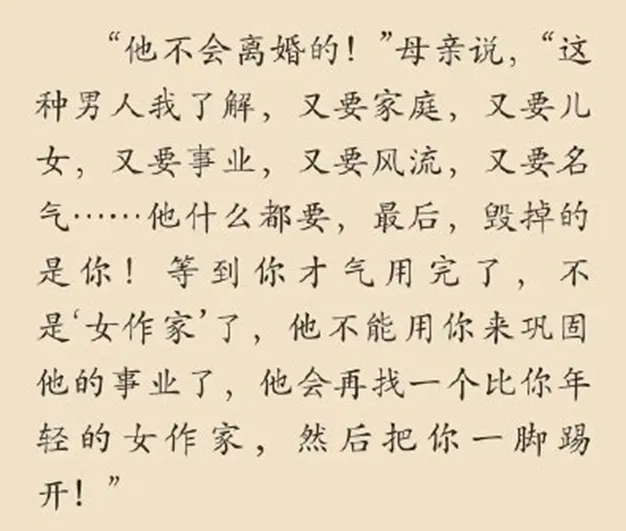 “他不会离婚的！”母亲说，“这
种男人我了解，又要家庭，又要儿
女，又要事业，又要风流，又要名
气……他什么都要，最后，毁掉的
是你！等到你才气用完了，不
是‘女作家’了，他不能用你来巩固
他的事业了，他会再找一个比你年
轻的女作家，然后把你一脚踢
开！”